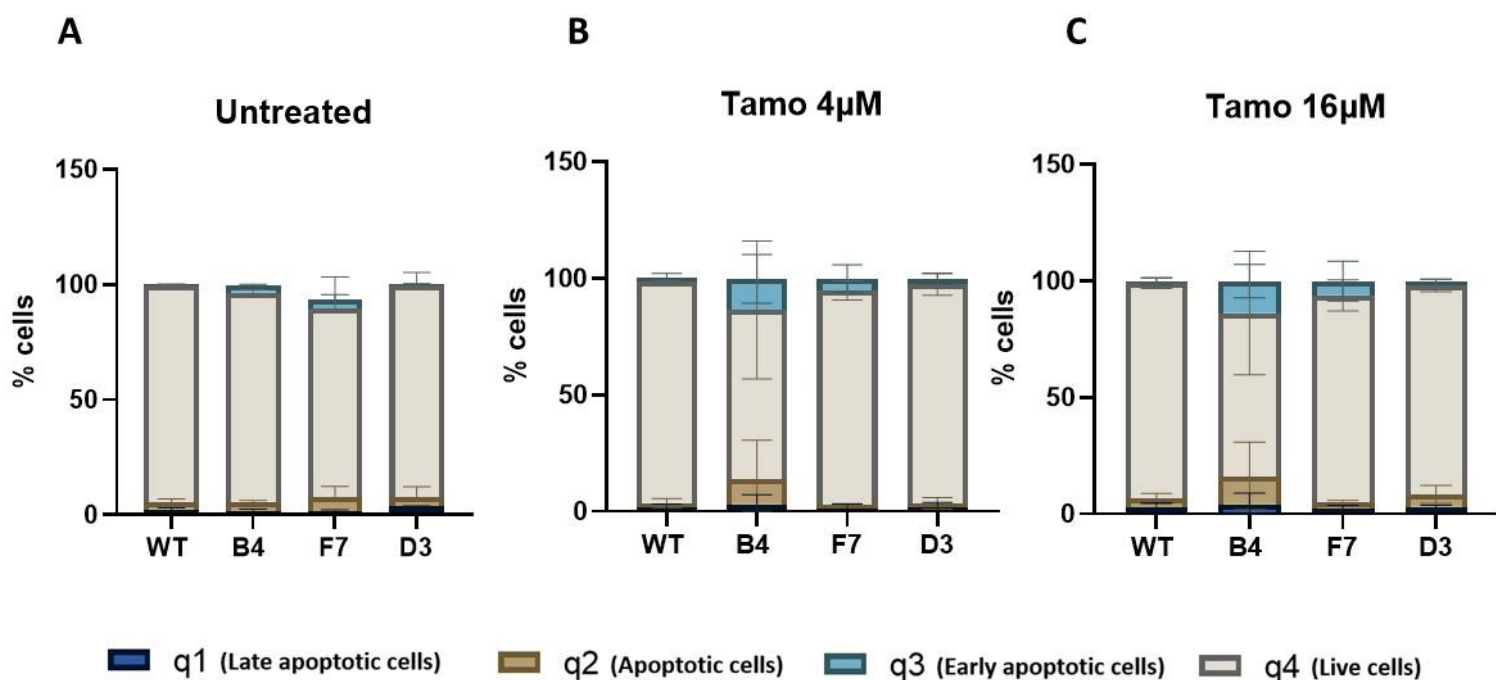 A
B
C
Untreated
Tamo 4µM
Tamo 16µM
% cells
150
100
50
0
WT B4 F7 D3
% cells
150
100
50
0
WT B4 F7 D3
% cells
150
100
50
0
WT B4 F7 D3
q1 (Late apoptotic cells) q2 (Apoptotic cells) q3 (Early apoptotic cells) q4 (Live cells)